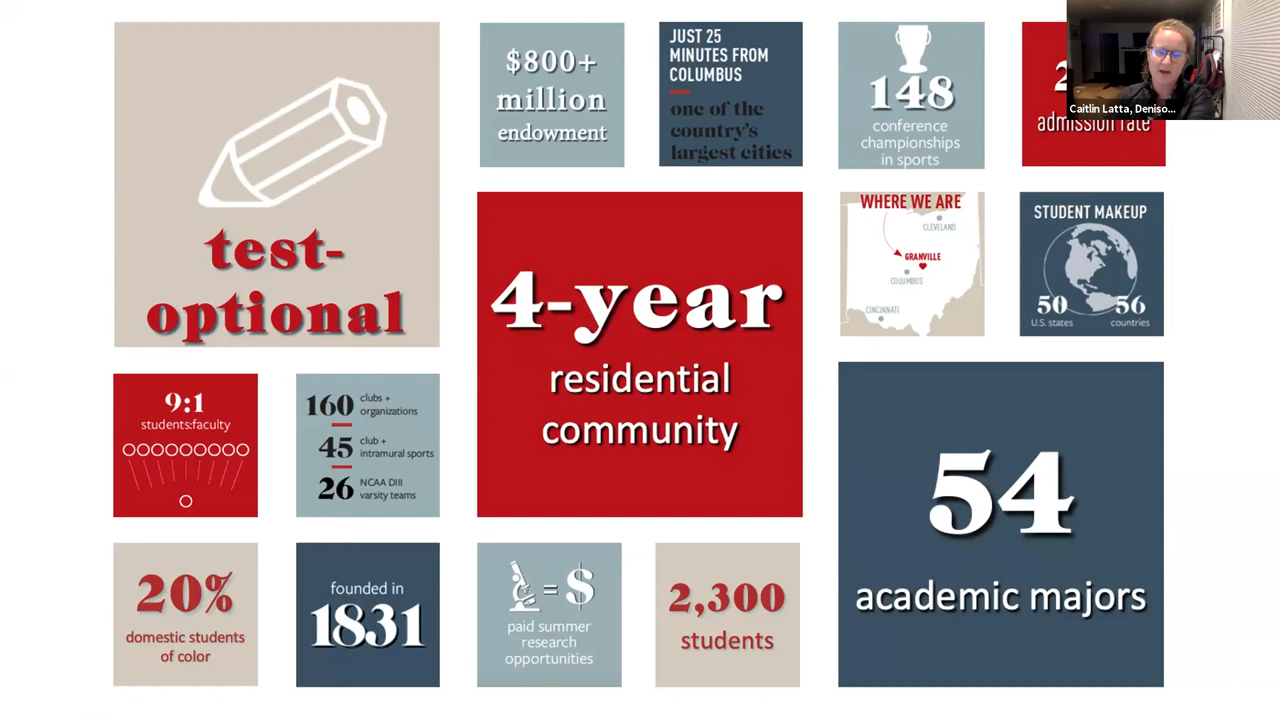 test-
optional
$800+
million
endowment
JUST 25
MINUTES FROM
COLUMBUS
one of the
country's
largest cities
148
conference
championships
in sports
admission rate
Caitlin Latta, Deniso...
4-year
residential
community
WHERE WE ARE
CLEVELAND
GRANVILLE
COLUMBUS
CINCINNATI
STUDENT MAKEUP
50
U.S. states
56
countries
9:1
students:faculty
160 clubs +
organizations
45 club +
intramural sports
26 NCAA DIII
varsity teams
54
academic majors
20%
domestic students
of color
founded in
1831
= $
paid summer
research
opportunities
2,300
students